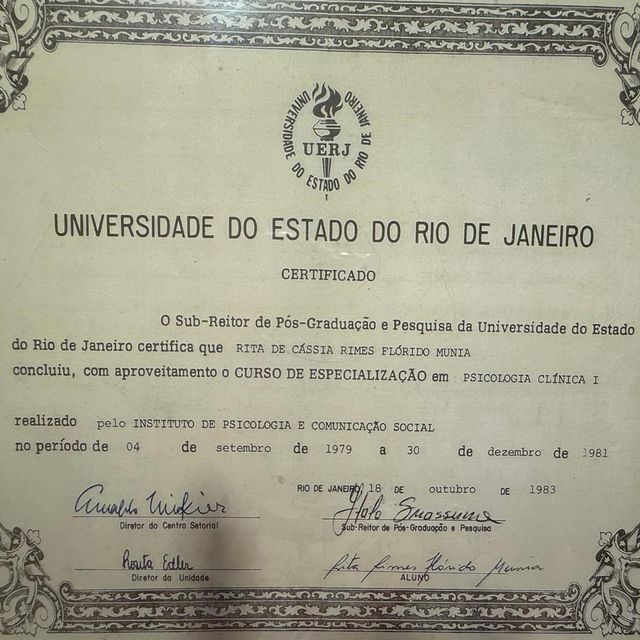 UNIVERSIDADE DO ESTADO DO RIO DE JANEIRO
UERJ
UNIVERSIDADE DO ESTADO DO RIO DE JANEIRO
CERTIFICADO
O Sub-Reitor de Pós-Graduação e Pesquisa da Universidade do Estado
do Rio de Janeiro certifica que RITA DE CÁSSIA RIMES FLÓRIDO MUNIA
concluiu, com aproveitamento o CURSO DE ESPECIALIZAÇÃO em PSICOLOGIA CLÍNICA I
realizado pelo INSTITUTO DE PSICOLOGIA E COMUNICAÇÃO SOCIAL
no período de 04 de setembro de 1979 a 30 de dezembro de 1981
RIO DE JANEIRO, 18 DE outubro DE 1983
Diretor do Centro Setorial
Sub-Reitor de Pós-Graduação e Pesquisa
Rosita Edler
Rita Rimes Flórido Munia
Diretor da Unidade
ALUNO